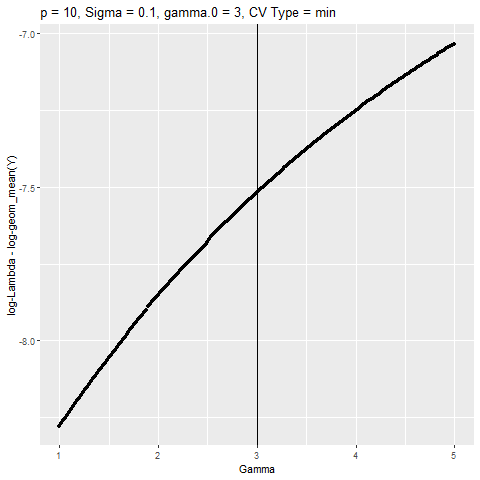 p = 10, Sigma = 0.1, gamma.0 = 3, CV Type = min
-7.0
-7.5
-8.0
log-Lambda - log-geom_mean(Y)
1 2 3 4 5
Gamma